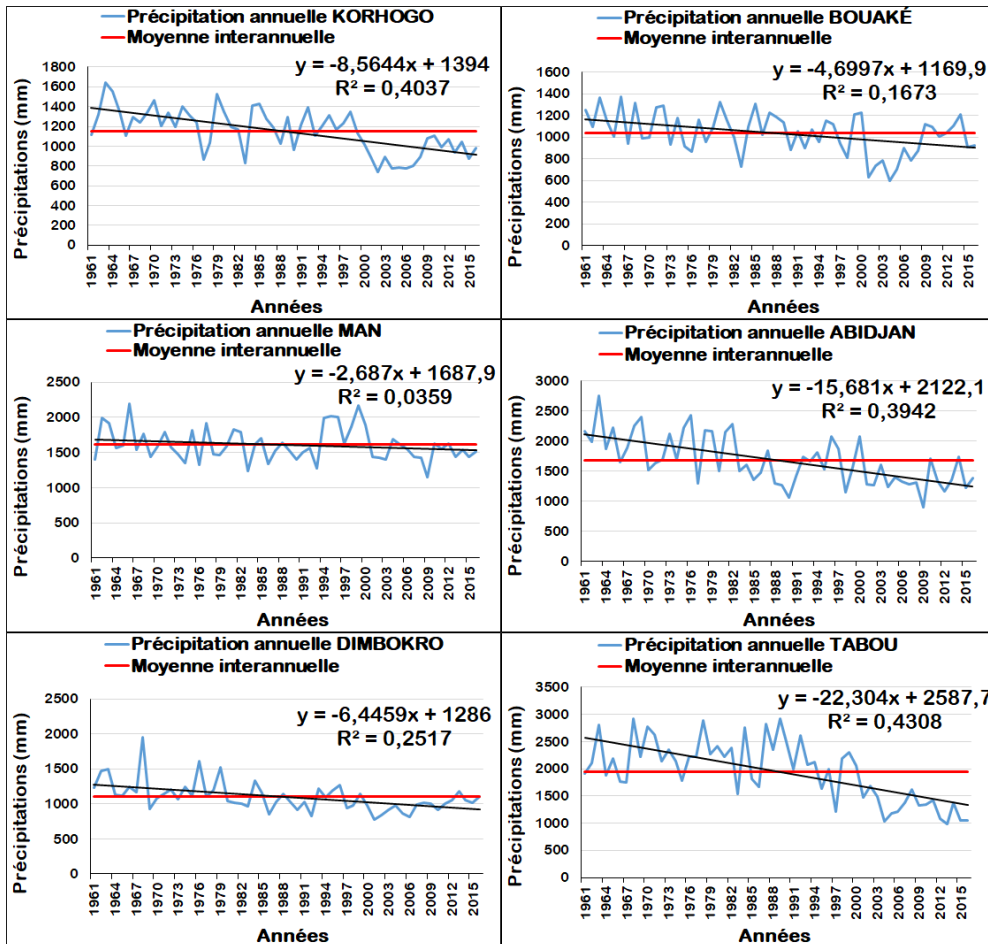 Précipitation annuelle KORHOGO
Moyenne interannuelle
y = -8,5644x + 1394
R² = 0,4037
Précipitations (mm)
1800
1600
1400
1200
1000
800
600
400
200
0
1961 1964 1967 1970 1973 1976 1979 1982 1985 1988 1991 1994 1997 2000 2003 2006 2009 2012 2015
Années
Précipitation annuelle BOUAKÉ
Moyenne interannuelle
y = -4,6997x + 1169,9
R² = 0,1673
Précipitations (mm)
1600
1400
1200
1000
800
600
400
200
0
1961 1964 1967 1970 1973 1976 1979 1982 1985 1988 1991 1994 1997 2000 2003 2006 2009 2012 2015
Années
Précipitation annuelle MAN
Moyenne interannuelle
y = -2,687x + 1687,9
R² = 0,0359
Précipitations (mm)
2500
2000
1500
1000
500
0
1961 1964 1967 1970 1973 1976 1979 1982 1985 1988 1991 1994 1997 2000 2003 2006 2009 2012 2015
Années
Précipitation annuelle ABIDJAN
Moyenne interannuelle
y = -15,681x + 2122,1
R² = 0,3942
Précipitations (mm)
3000
2500
2000
1500
1000
500
0
1961 1964 1967 1970 1973 1976 1979 1982 1985 1988 1991 1994 1997 2000 2003 2006 2009 2012 2015
Années
Précipitation annuelle DIMBOKRO
Moyenne interannuelle
y = -6,4459x + 1286
R² = 0,2517
Précipitations (mm)
2500
2000
1500
1000
500
0
1961 1964 1967 1970 1973 1976 1979 1982 1985 1988 1991 1994 1997 2000 2003 2006 2009 2012 2015
Années
Précipitation annuelle TABOU
Moyenne interannuelle
y = -22,304x + 2587,7
R² = 0,4308
Précipitations (mm)
3500
3000
2500
2000
1500
1000
500
0
1961 1964 1967 1970 1973 1976 1979 1982 1985 1988 1991 1994 1997 2000 2003 2006 2009 2012 2015
Années